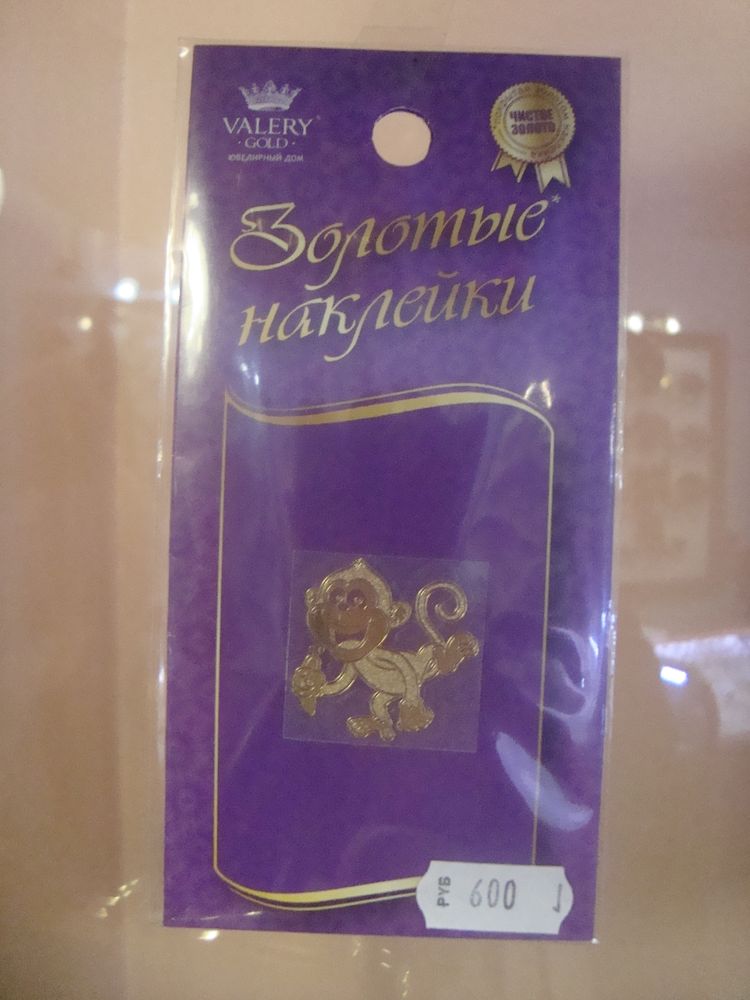 VALERY®
GOLD
ЮВЕЛИРНЫЙ ДОМ
ЧИСТОЕ
ЗОЛОТО
Золотые*
наклейки
РУБ 600